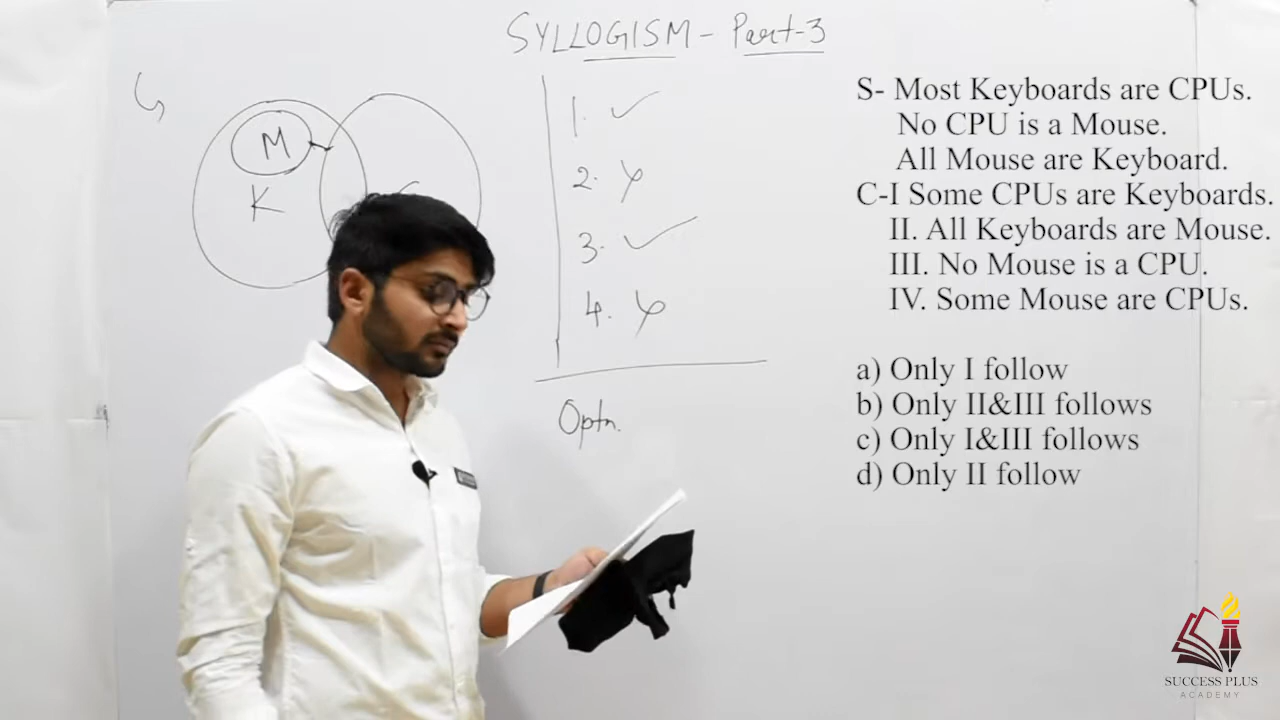 SYLLOGISM - Part-3
M
K
1. ✓
2. ✗
3. ✓
4. ✗
Optn.
S- Most Keyboards are CPUs.
No CPU is a Mouse.
All Mouse are Keyboard.
C-I Some CPUs are Keyboards.
II. All Keyboards are Mouse.
III. No Mouse is a CPU.
IV. Some Mouse are CPUs.
a) Only I follow
b) Only II&III follows
c) Only I&III follows
d) Only II follow
SUCCESS PLUS
ACADEMY